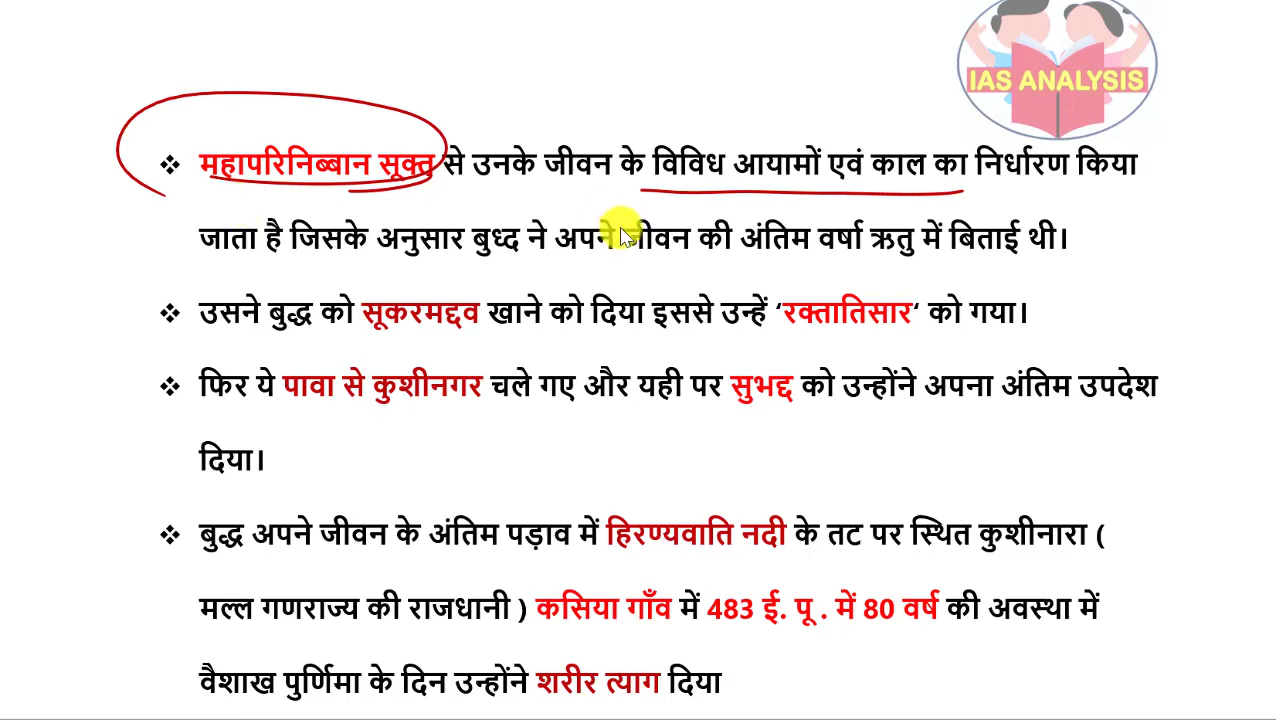 IAS ANALYSIS
❖ महापरिनिब्बान सूक्त से उनके जीवन के विविध आयामों एवं काल का निर्धारण किया
जाता है जिसके अनुसार बुध्द ने अपने जीवन की अंतिम वर्षा ऋतु में बिताई थी।
❖ उसने बुद्ध को सूकरमद्दव खाने को दिया इससे उन्हें ‘रक्तातिसार‘ को गया।
❖ फिर ये पावा से कुशीनगर चले गए और यही पर सुभद्द को उन्होंने अपना अंतिम उपदेश
दिया।
❖ बुद्ध अपने जीवन के अंतिम पड़ाव में हिरण्यवाति नदी के तट पर स्थित कुशीनारा (
मल्ल गणराज्य की राजधानी ) कसिया गाँव में 483 ई. पू . में 80 वर्ष की अवस्था में
वैशाख पुर्णिमा के दिन उन्होंने शरीर त्याग दिया